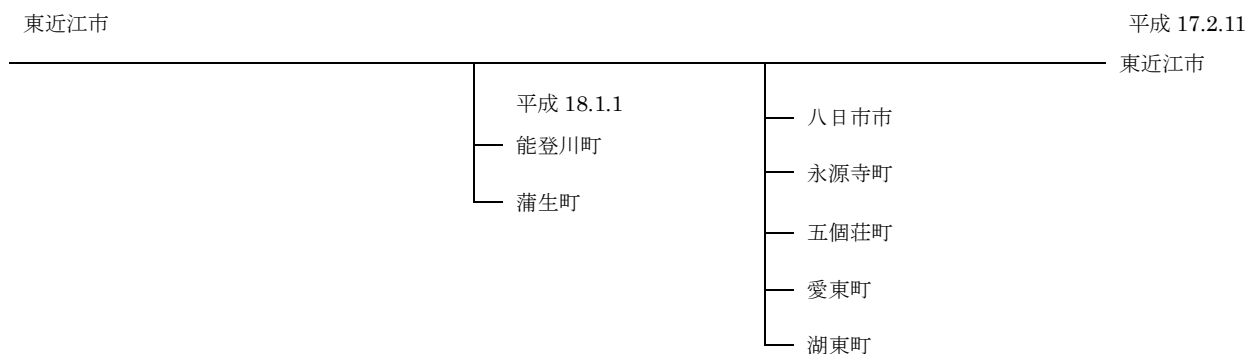 東近江市
平成 17.2.11
東近江市
平成 18.1.1
能登川町
蒲生町
八日市市
永源寺町
五個荘町
愛東町
湖東町